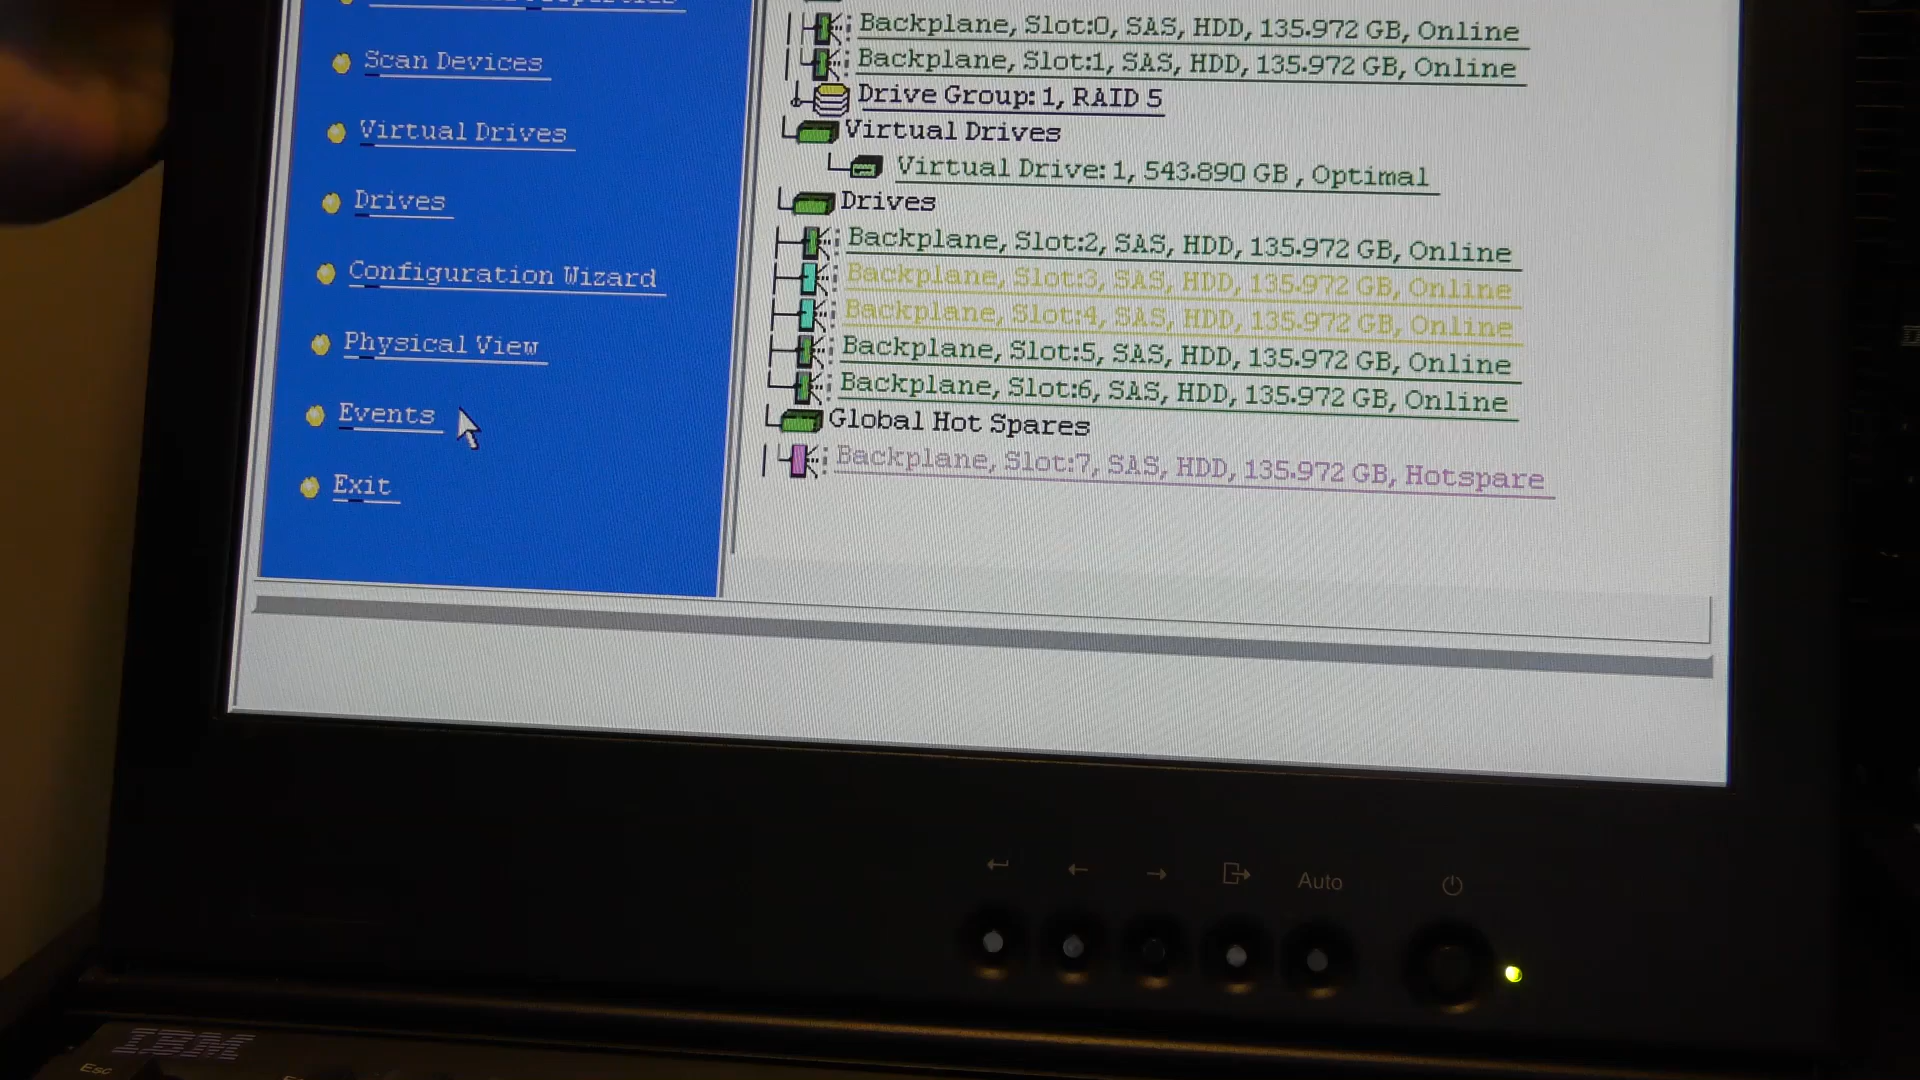 Scan Devices
Virtual Drives
Drives
Configuration Wizard
Physical View
Events
Exit
Backplane, Slot:0, SAS, HDD, 135.972 GB, Online
Backplane, Slot:1, SAS, HDD, 135.972 GB, Online
Drive Group: 1, RAID 5
Virtual Drives
Virtual Drive: 1, 543.890 GB , Optimal
Drives
Backplane, Slot:2, SAS, HDD, 135.972 GB, Online
Backplane, Slot:3, SAS, HDD, 135.972 GB, Online
Backplane, Slot:4, SAS, HDD, 135.972 GB, Online
Backplane, Slot:5, SAS, HDD, 135.972 GB, Online
Backplane, Slot:6, SAS, HDD, 135.972 GB, Online
Global Hot Spares
Backplane, Slot:7, SAS, HDD, 135.972 GB, Hotspare
Auto
IBM
Esc